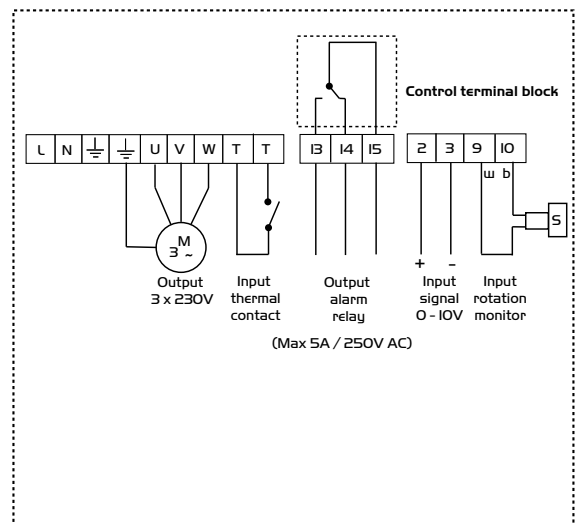 Control terminal block
L N U V W T T 13 14 15 2 3 9 10
w b
S
M
3 ~
+ -
Output
3 x 230V
Input
thermal
contact
Output
alarm
relay
Input
signal
0 - 10V
Input
rotation
monitor
(Max 5A / 250V AC)